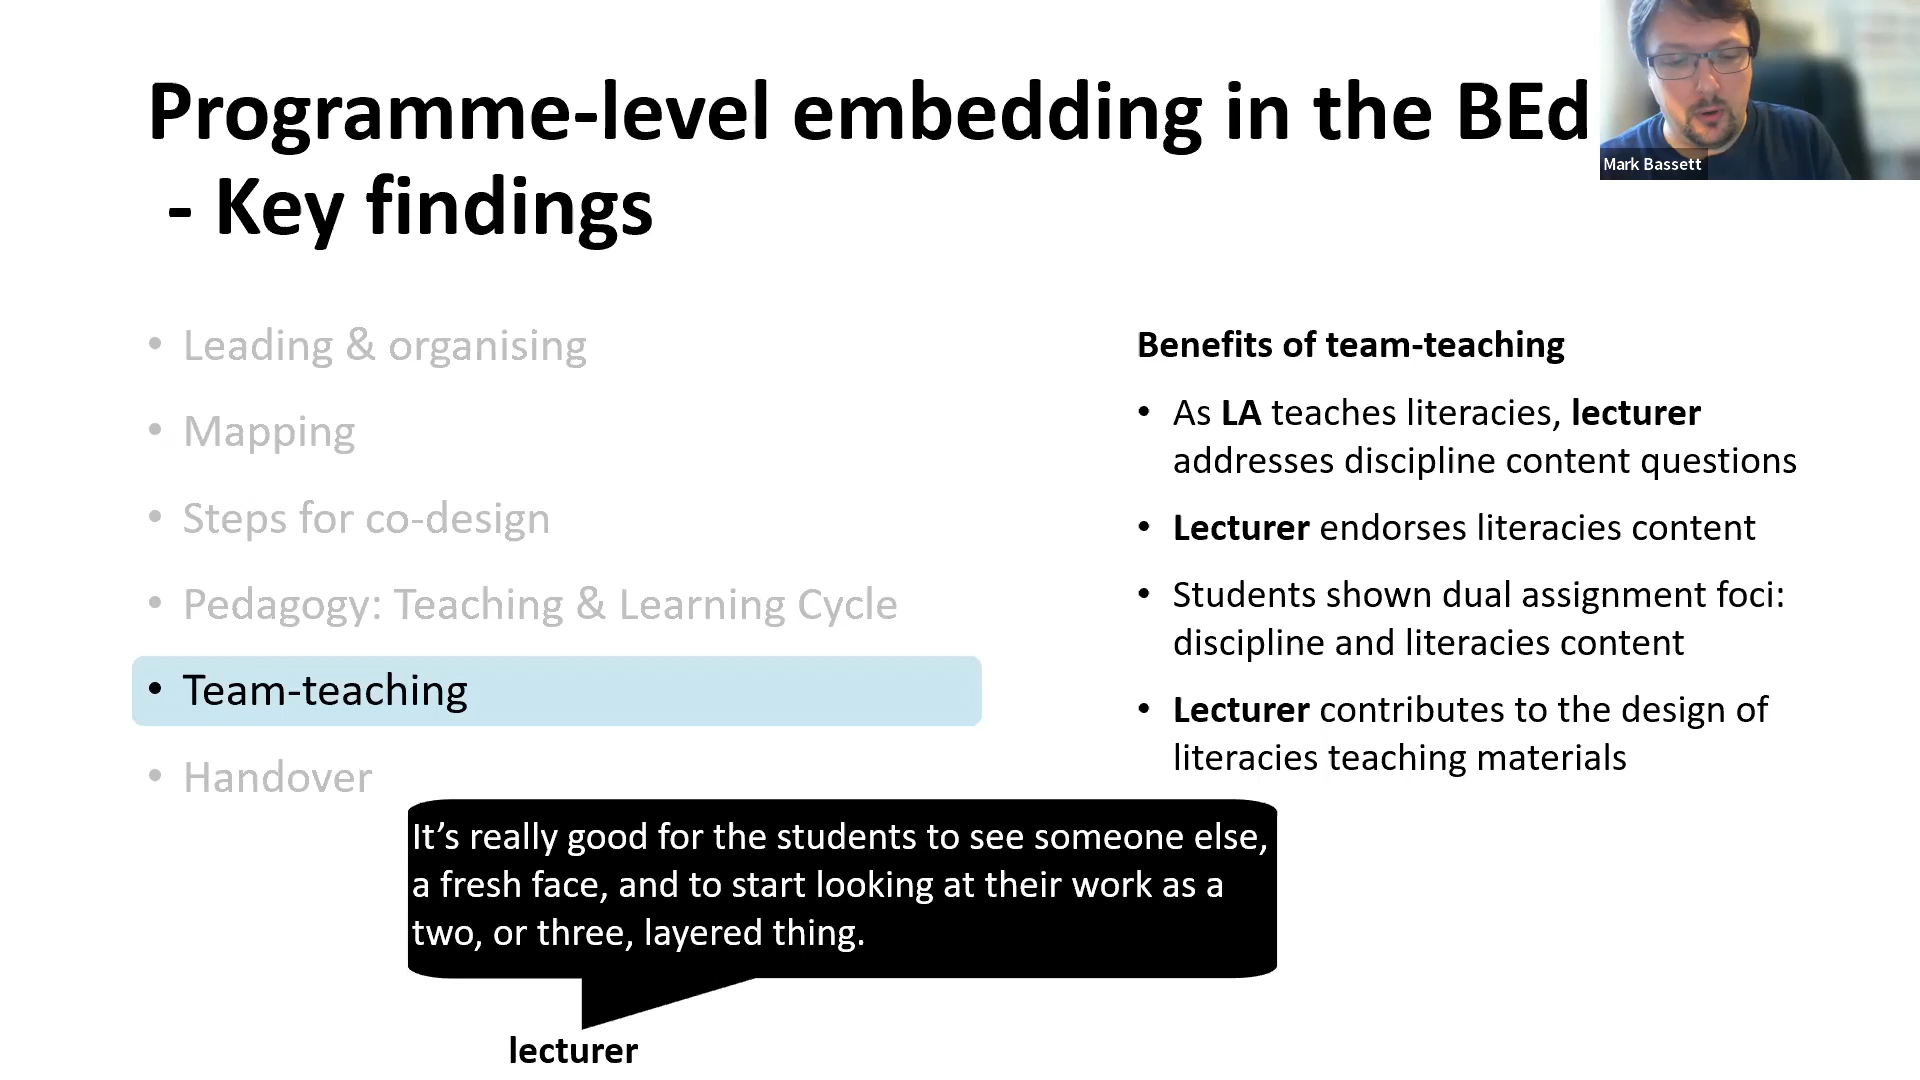 Programme-level embedding in the BEd
- Key findings
Mark Bassett
• Leading & organising
• Mapping
• Steps for co-design
• Pedagogy: Teaching & Learning Cycle
• Team-teaching
• Handover
Benefits of team-teaching
• As LA teaches literacies, lecturer
addresses discipline content questions
• Lecturer endorses literacies content
• Students shown dual assignment foci:
discipline and literacies content
• Lecturer contributes to the design of
literacies teaching materials
It’s really good for the students to see someone else,
a fresh face, and to start looking at their work as a
two, or three, layered thing.
lecturer